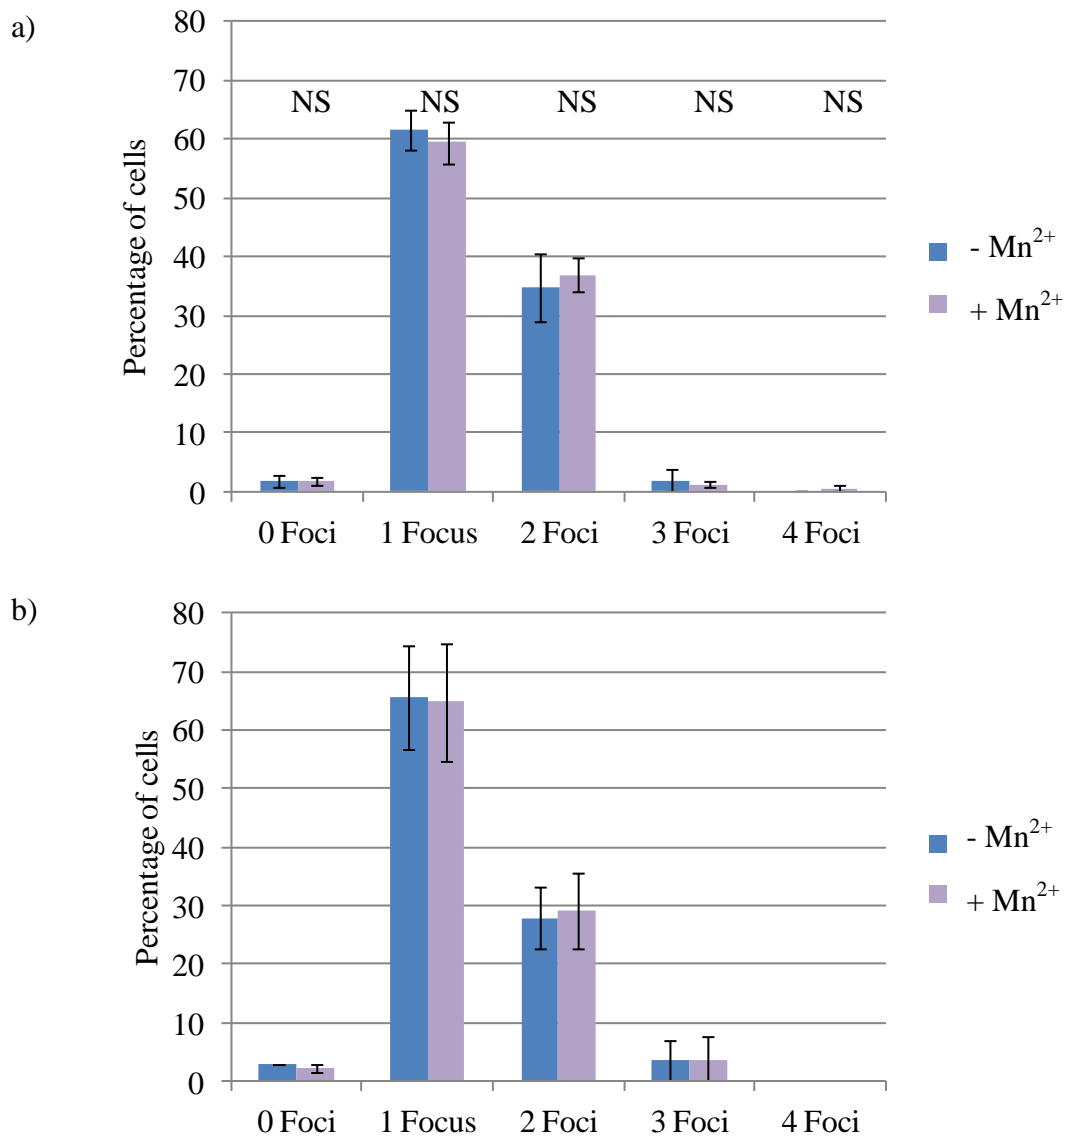 a)
Percentage of cells
80
70
60
50
40
30
20
10
0
NS NS NS NS NS
0 Foci 1 Focus 2 Foci 3 Foci 4 Foci
- Mn²⁺
+ Mn²⁺
b)
Percentage of cells
80
70
60
50
40
30
20
10
0
0 Foci 1 Focus 2 Foci 3 Foci 4 Foci
- Mn²⁺
+ Mn²⁺